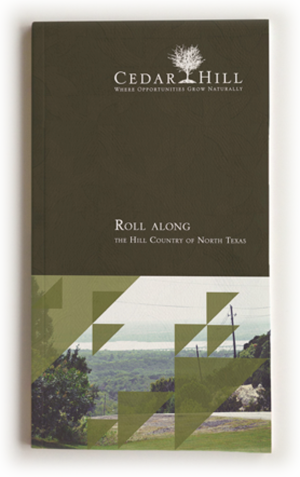 CEDAR HILL
WHERE OPPORTUNITIES GROW NATURALLY
ROLL ALONG
THE HILL COUNTRY OF NORTH TEXAS